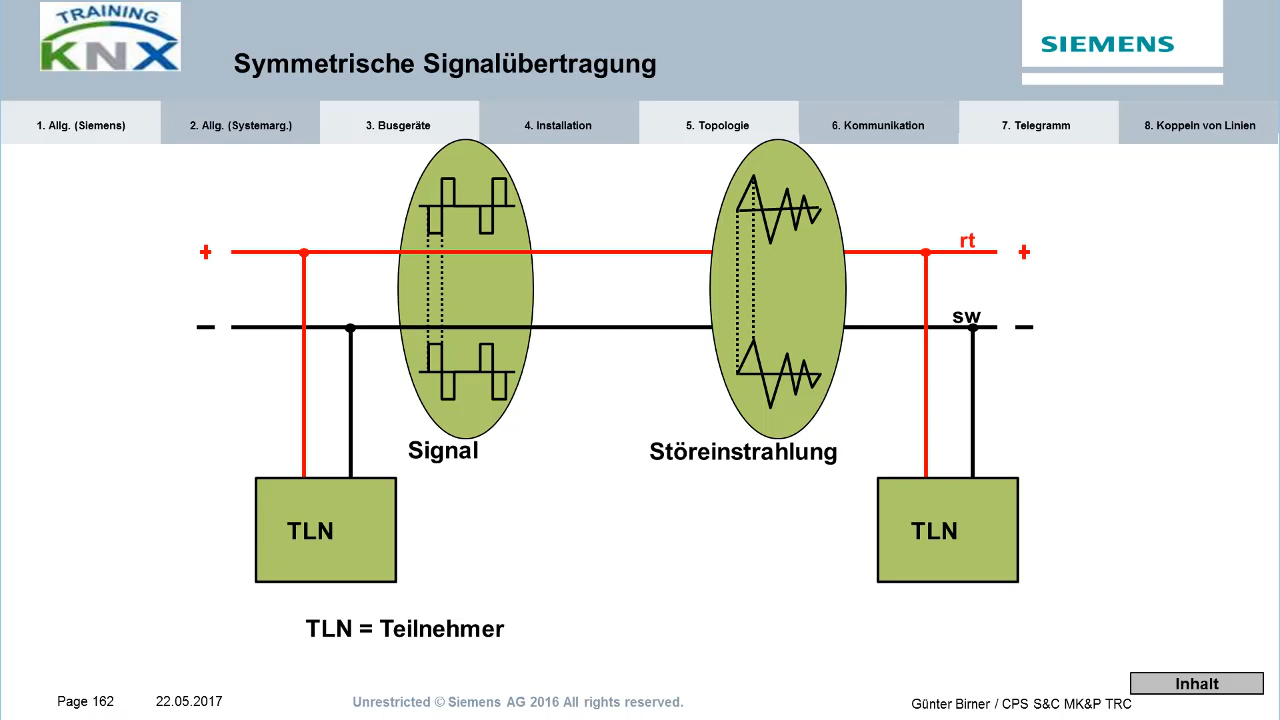 TRAINING
KNX
Symmetrische Signalübertragung
SIEMENS
1. Allg. (Siemens)
2. Allg. (Systemarg.)
3. Busgeräte
4. Installation
5. Topologie
6. Kommunikation
7. Telegramm
8. Koppeln von Linien
+
rt
+
–
sw
–
Signal
Störeinstrahlung
TLN
TLN
TLN = Teilnehmer
Inhalt
Page 162
22.05.2017
Unrestricted © Siemens AG 2016 All rights reserved.
Günter Birner / CPS S&C MK&P TRC